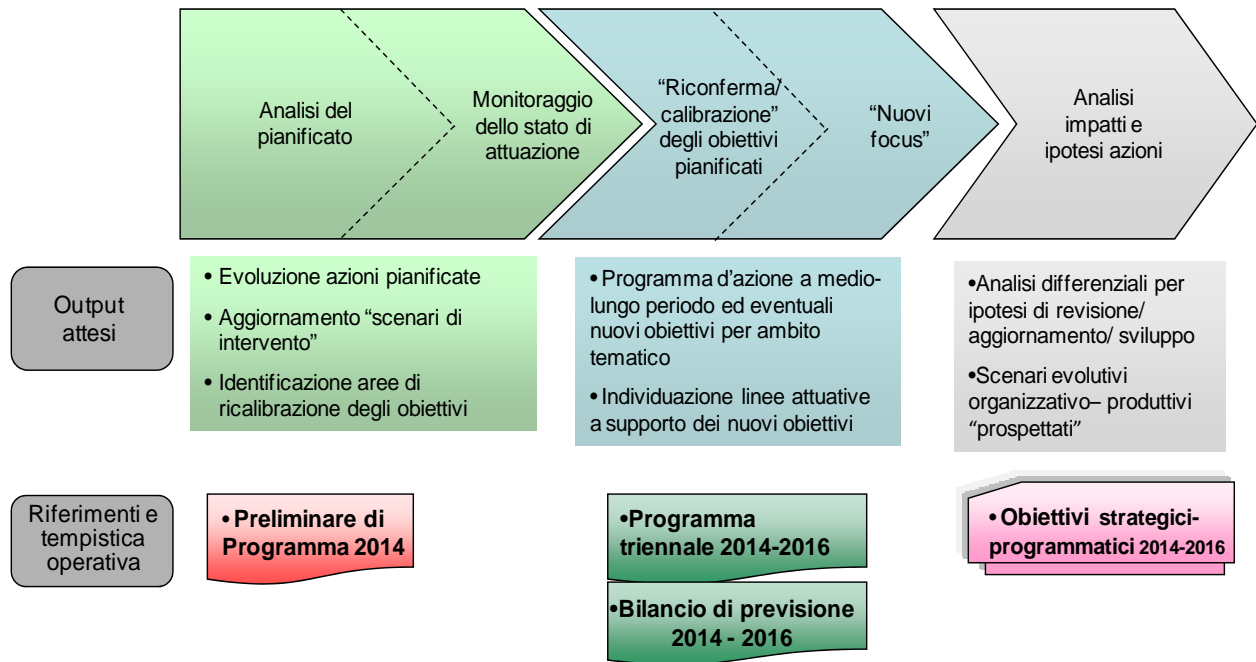 Analisi del
pianificato
Monitoraggio
dello stato di
attuazione
“Riconferma/
calibrazione”
degli obiettivi
pianificati
“Nuovi
focus”
Analisi
impatti e
ipotesi azioni
Output
attesi
• Evoluzione azioni pianificate
• Aggiornamento “scenari di
intervento”
• Identificazione aree di
ricalibrazione degli obiettivi
•Programma d’azione a medio-
lungo periodo ed eventuali
nuovi obiettivi per ambito
tematico
•Individuazione linee attuative
a supporto dei nuovi obiettivi
•Analisi differenziali per
ipotesi di revisione/
aggiornamento/ sviluppo
•Scenari evolutivi
organizzativo– produttivi
“prospettati”
Riferimenti e
tempistica
operativa
•Preliminare di
Programma 2014
•Programma
triennale 2014-2016
•Bilancio di previsione
2014 - 2016
•Obiettivi strategici-
programmatici 2014-2016